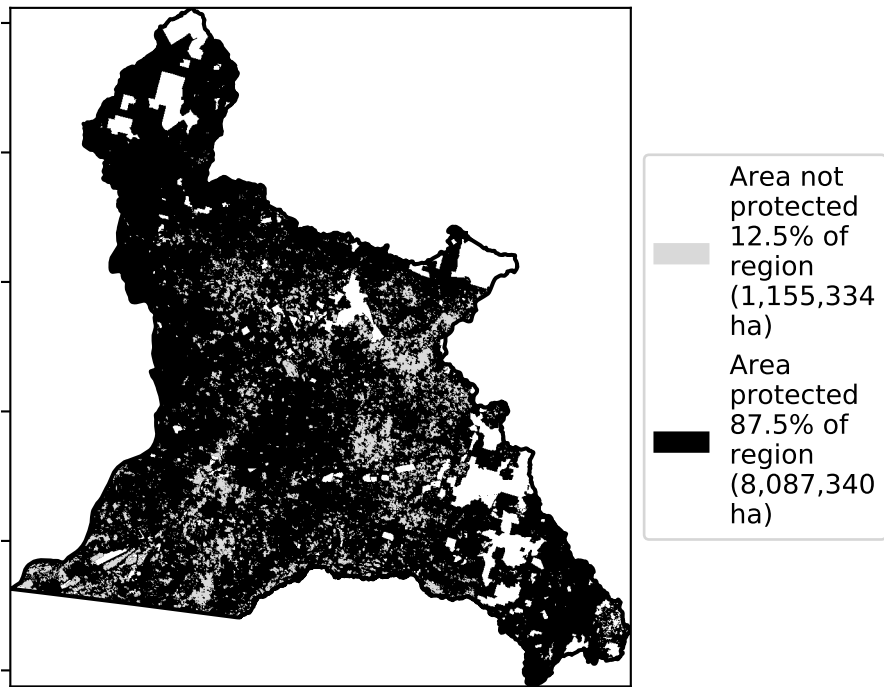 Area not
protected
12.5% of
region
(1,155,334
ha)
Area
protected
87.5% of
region
(8,087,340
ha)